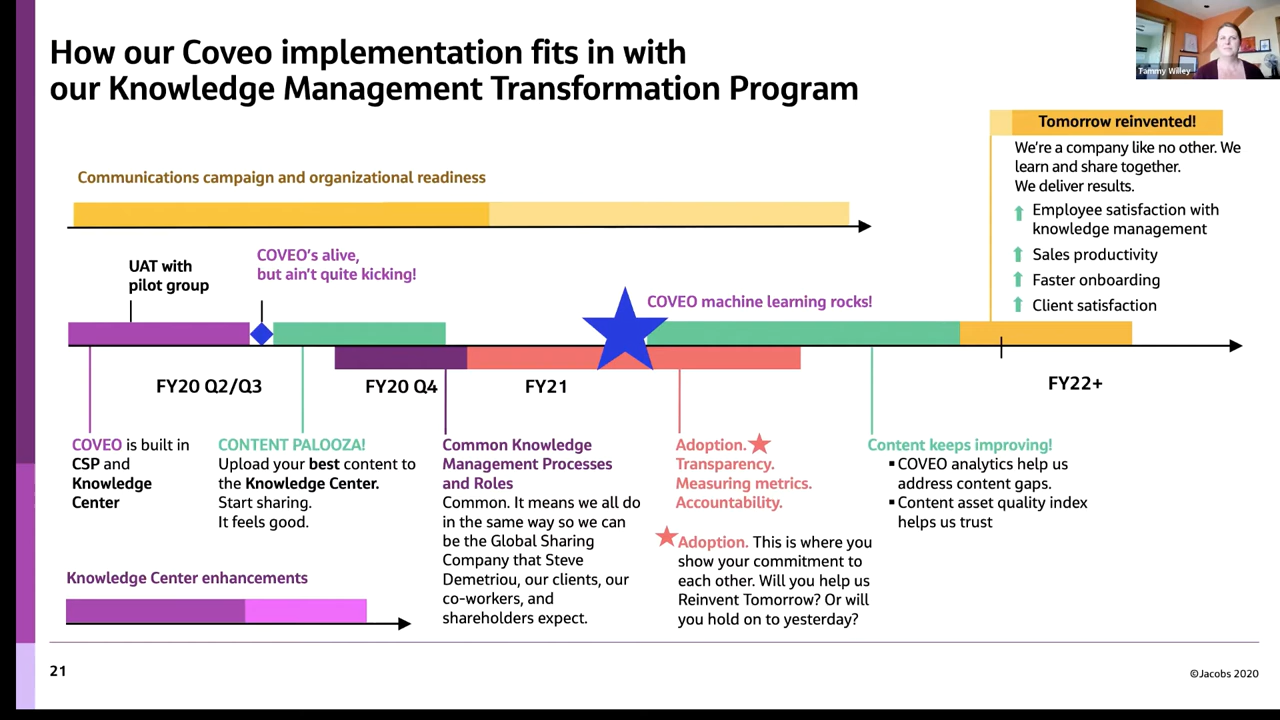 How our Coveo implementation fits in with
our Knowledge Management Transformation Program
Tammy Willey
Tomorrow reinvented!
We're a company like no other. We
learn and share together.
We deliver results.
Employee satisfaction with
knowledge management
Sales productivity
Faster onboarding
Client satisfaction
Communications campaign and organizational readiness
UAT with
pilot group
COVEO's alive,
but ain't quite kicking!
COVEO machine learning rocks!
FY20 Q2/Q3
FY20 Q4
FY21
FY22+
COVEO is built in
CSP and
Knowledge
Center
CONTENT PALOOZA!
Upload your best content to
the Knowledge Center.
Start sharing.
It feels good.
Common Knowledge
Management Processes
and Roles
Common. It means we all do
in the same way so we can
be the Global Sharing
Company that Steve
Demetriou, our clients, our
co-workers, and
shareholders expect.
Adoption.
Transparency.
Measuring metrics.
Accountability.
Adoption. This is where you
show your commitment to
each other. Will you help us
Reinvent Tomorrow? Or will
you hold on to yesterday?
Content keeps improving!
▪ COVEO analytics help us
address content gaps.
▪ Content asset quality index
helps us trust
Knowledge Center enhancements
21
©Jacobs 2020